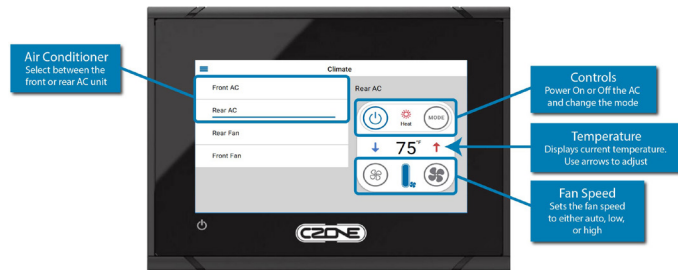 Air Conditioner
Select between the
front or rear AC unit
Climate
Front AC
Rear AC
Rear Fan
Front Fan
Rear AC
Heat
MODE
75°F
CZONE
Controls
Power On or Off the AC
and change the mode
Temperature
Displays current temperature.
Use arrows to adjust
Fan Speed
Sets the fan speed
to either auto, low,
or high